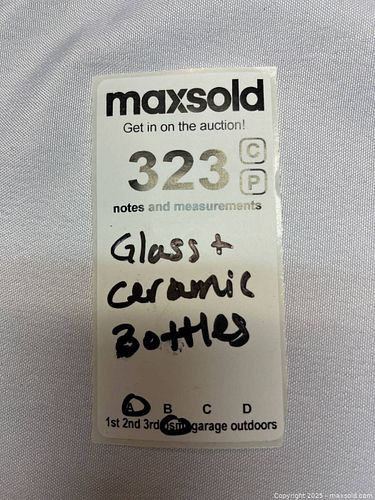 maxsold
Get in on the auction!
323 C
P
notes and measurements
Glass +
ceramic
Bottles
A B C D
1st 2nd 3rd bsmt garage outdoors
Copyright 2025 - maxsold.com